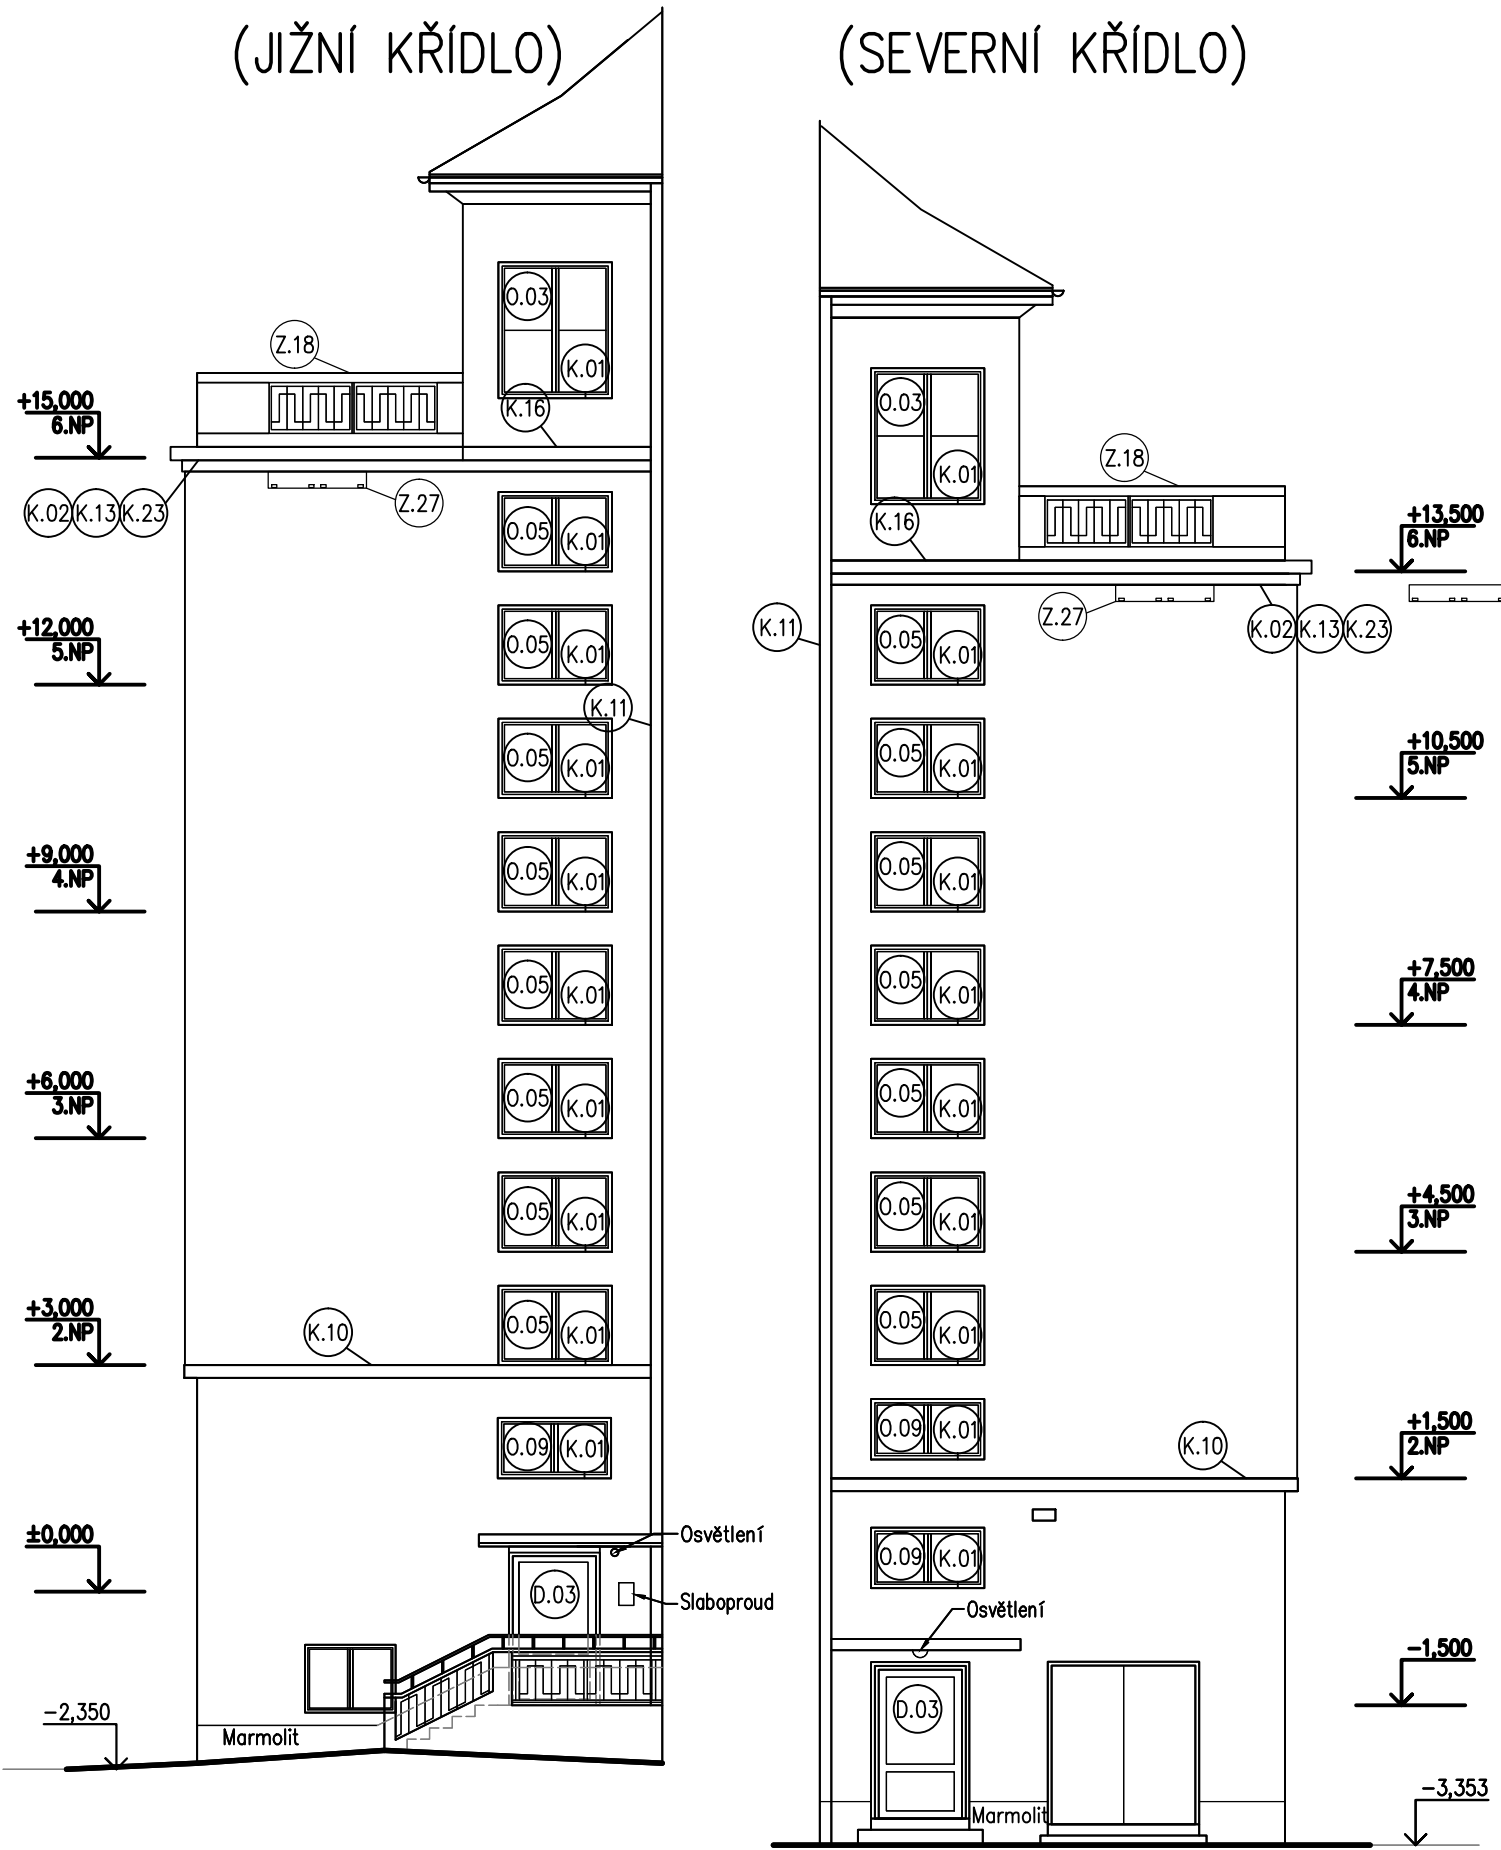 (JIŽNÍ KŘÍDLO)
O.03
K.01
Z.18
K.16
+15,000
6.NP
K.02 K.13 K.23
Z.27
O.05 K.01
+12,000
5.NP
O.05 K.01
K.11
O.05 K.01
+9,000
4.NP
O.05 K.01
O.05 K.01
+6,000
3.NP
O.05 K.01
O.05 K.01
+3,000
2.NP
K.10
O.05 K.01
O.09 K.01
±0,000
Osvětlení
D.03
Slaboproud
-2,350
Marmolit
(SEVERNÍ KŘÍDLO)
O.03
K.01
Z.18
K.16
+13,500
6.NP
Z.27
K.02 K.13 K.23
K.11
O.05 K.01
+10,500
5.NP
O.05 K.01
O.05 K.01
+7,500
4.NP
O.05 K.01
O.05 K.01
+4,500
3.NP
O.05 K.01
O.05 K.01
+1,500
2.NP
O.09 K.01
K.10
O.09 K.01
Osvětlení
-1,500
D.03
Marmolit
-3,353